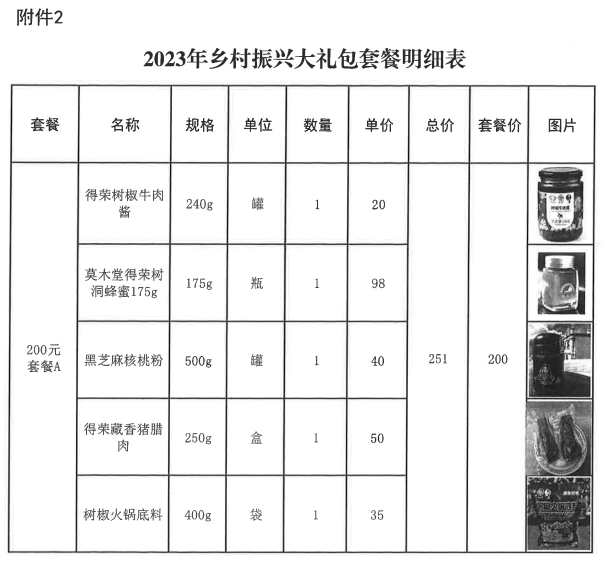 附件2
2023年乡村振兴大礼包套餐明细表
套餐 名称 规格 单位 数量 单价 总价 套餐价 图片
得荣树椒牛肉
酱 240g 罐 1 20
莫木堂得荣树
洞蜂蜜175g 175g 瓶 1 98
200元
套餐A
黑芝麻核桃粉 500g 罐 1 40 251 200
得荣藏香猪腊
肉 250g 盒 1 50
树椒火锅底料 400g 袋 1 35